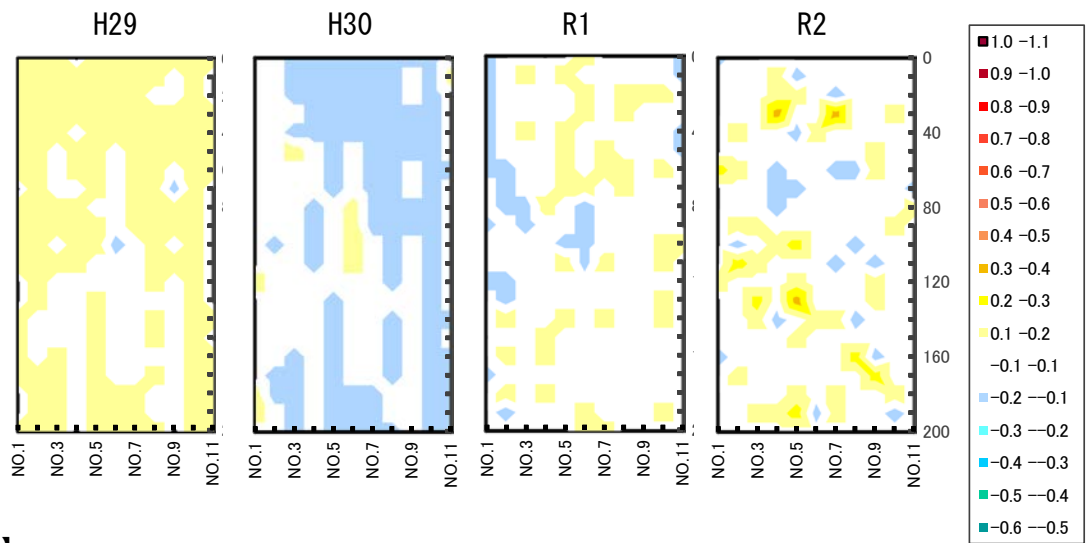 H29
H30
R1
R2
0
40
80
120
160
200
NO.1
NO.3
NO.5
NO.7
NO.9
NO.11
NO.1
NO.3
NO.5
NO.7
NO.9
NO.11
NO.1
NO.3
NO.5
NO.7
NO.9
NO.11
NO.1
NO.3
NO.5
NO.7
NO.9
NO.11
1.0 -1.1
0.9 -1.0
0.8 -0.9
0.7 -0.8
0.6 -0.7
0.5 -0.6
0.4 -0.5
0.3 -0.4
0.2 -0.3
0.1 -0.2
-0.1 -0.1
-0.2 --0.1
-0.3 --0.2
-0.4 --0.3
-0.5 --0.4
-0.6 --0.5